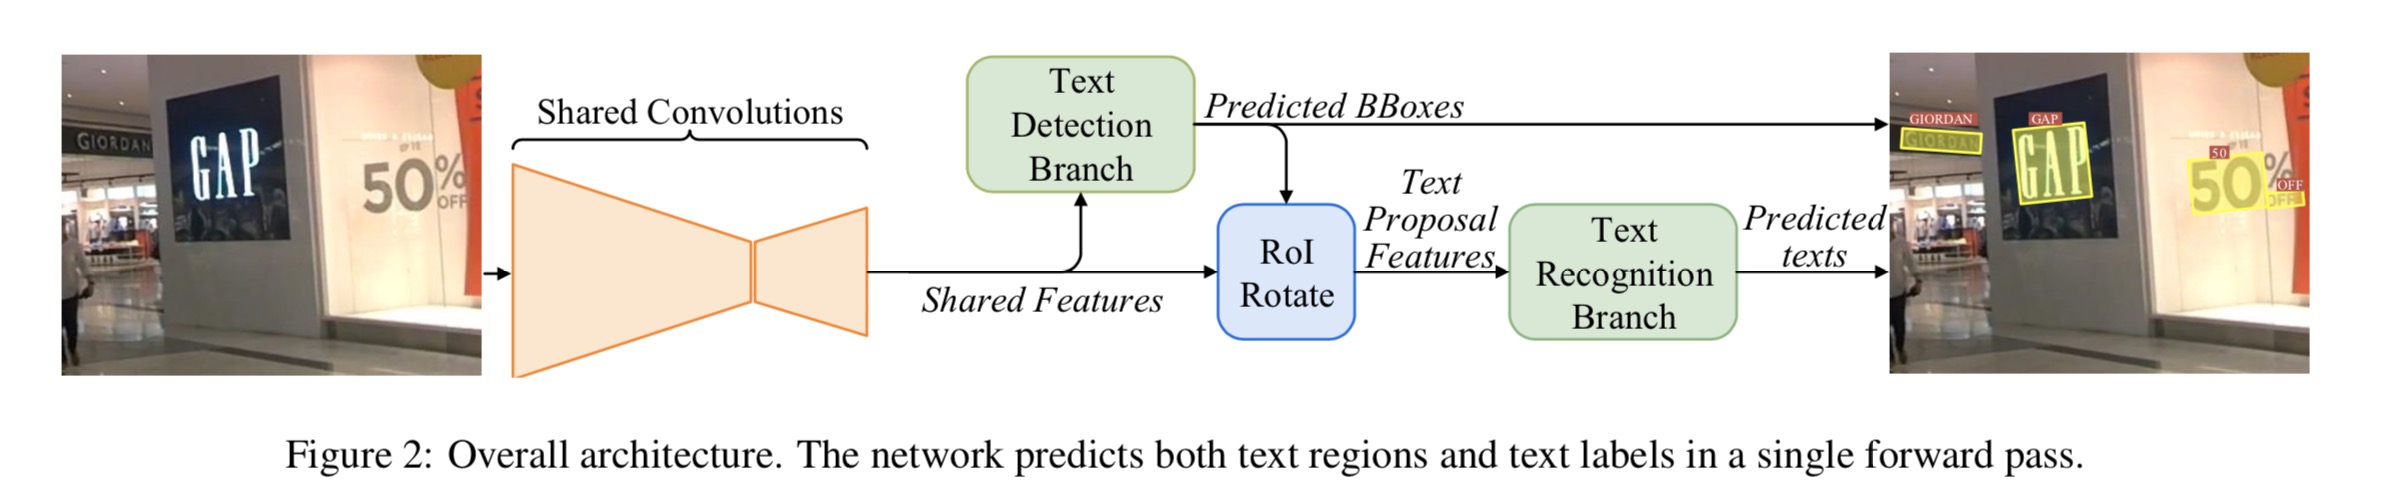 GIORDAN
GAP
50%
OFF
Shared Convolutions
Shared Features
Text
Detection
Branch
Predicted BBoxes
RoI
Rotate
Text
Proposal
Features
Text
Recognition
Branch
Predicted
texts
GIORDAN
GIORDAN
GAP
GAP
50
50%
OFF
OFF
Figure 2: Overall architecture. The network predicts both text regions and text labels in a single forward pass.